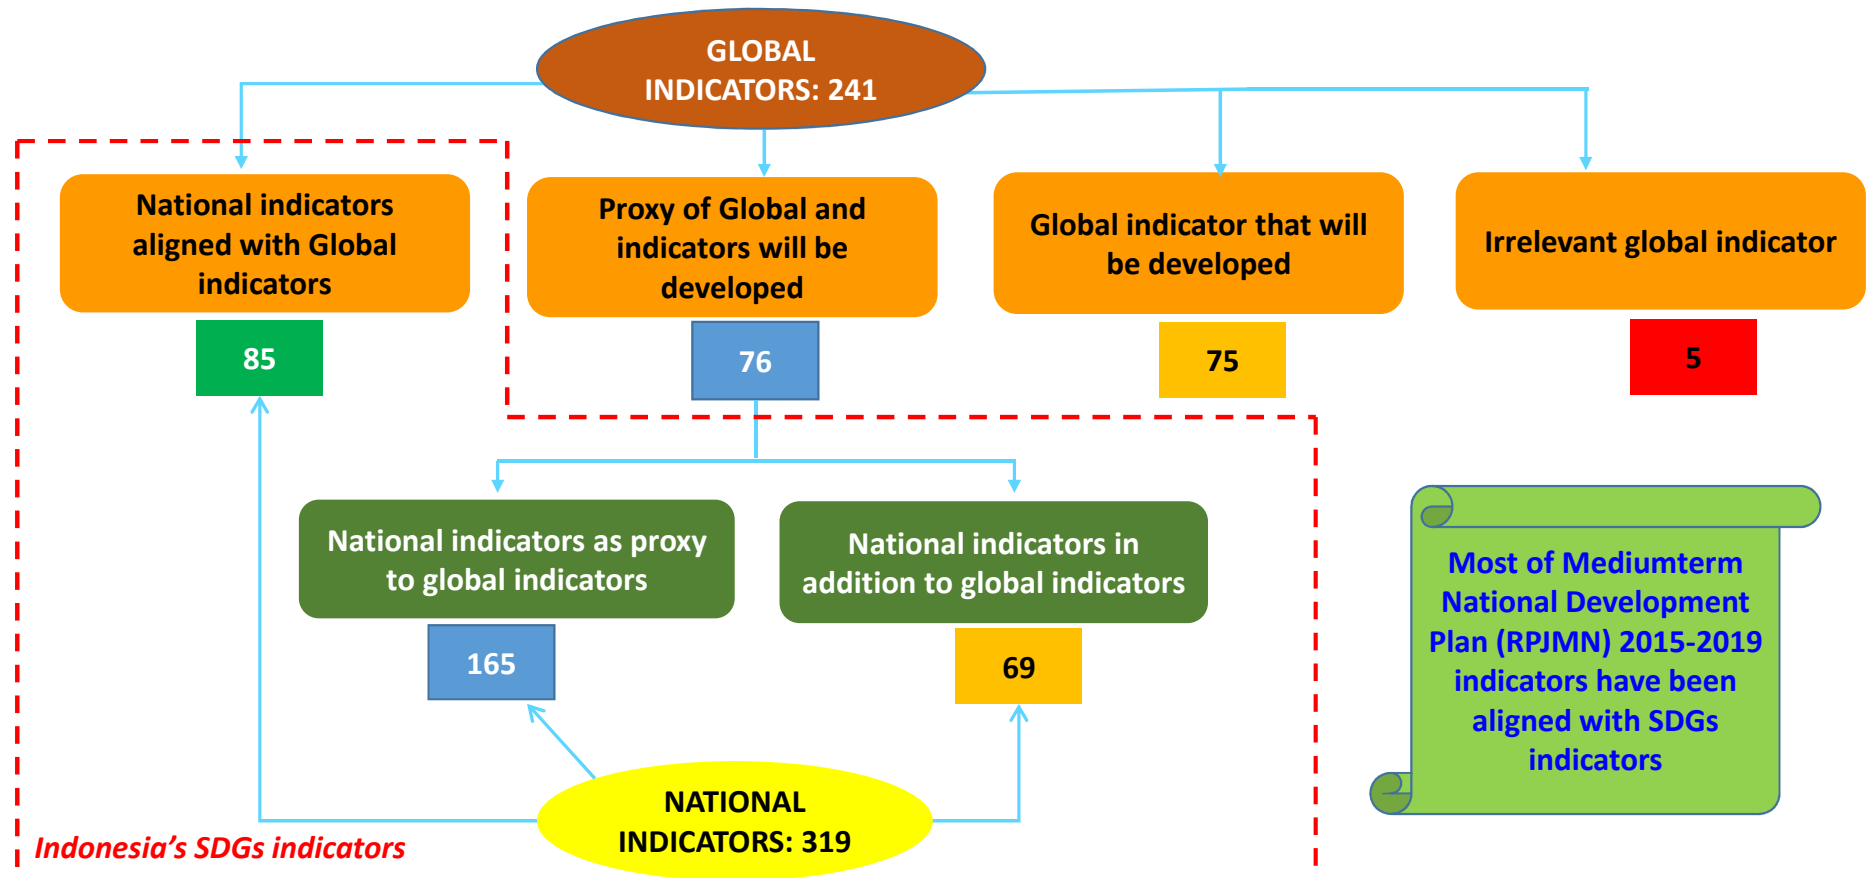 GLOBAL
INDICATORS: 241
National indicators
aligned with Global
indicators
85
Proxy of Global and
indicators will be
developed
76
Global indicator that will
be developed
75
Irrelevant global indicator
5
National indicators as proxy
to global indicators
165
National indicators in
addition to global indicators
69
NATIONAL
INDICATORS: 319
Indonesia's SDGs indicators
Most of Mediumterm
National Development
Plan (RPJMN) 2015-2019
indicators have been
aligned with SDGs
indicators